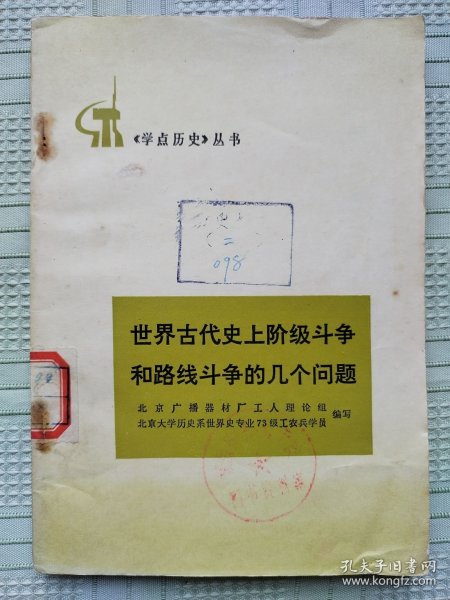 《学点历史》丛书
二
098
世界古代史上阶级斗争
和路线斗争的几个问题
北京广播器材厂工人理论组
北京大学历史系世界史专业73级工农兵学员
编写
孔夫子旧书网
www.kongfz.com